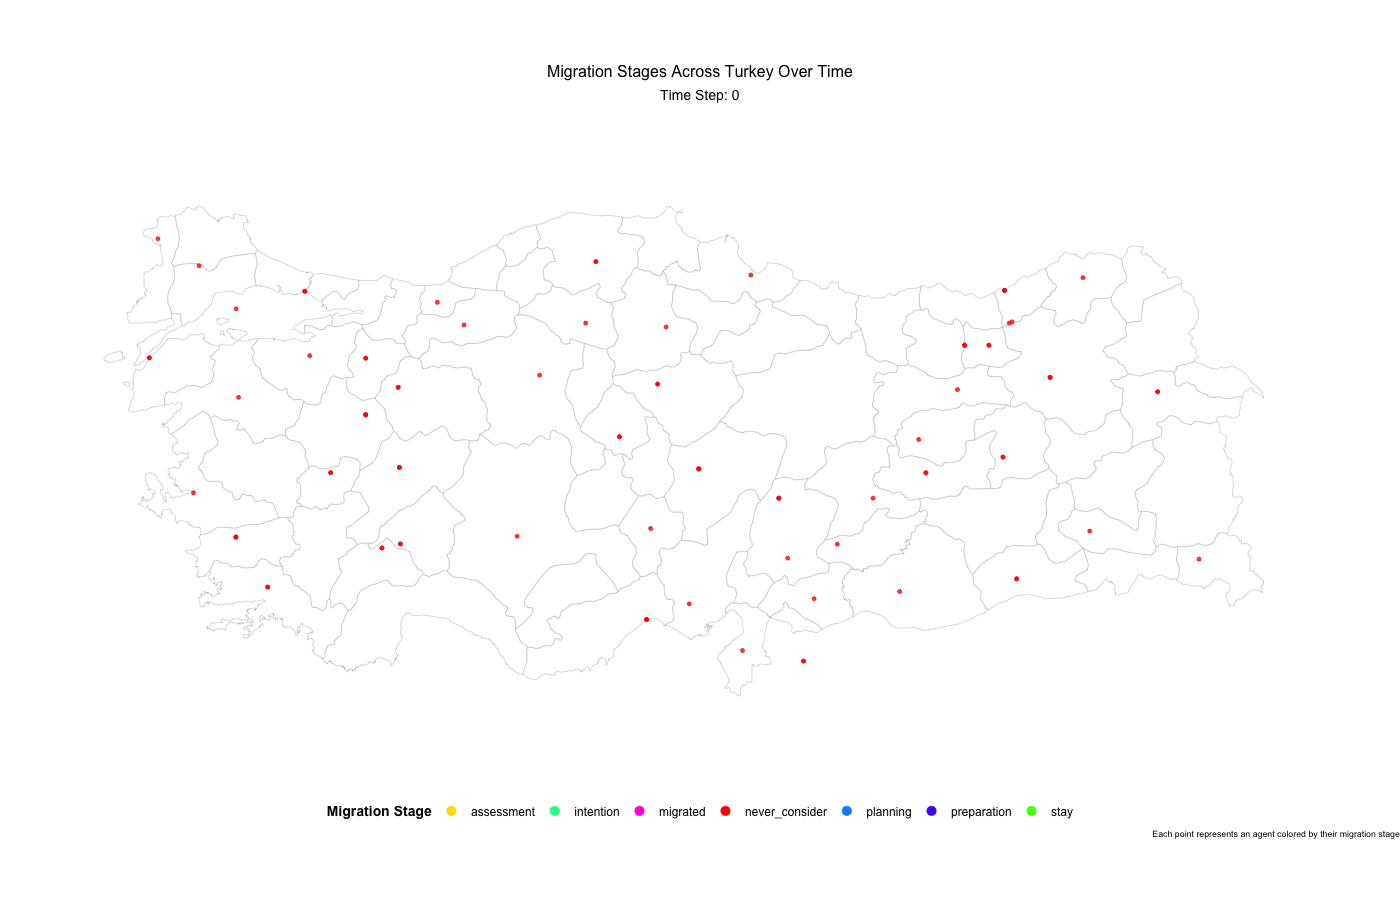 Migration Stages Across Turkey Over Time
Time Step: 0
Migration Stage assessment intention migrated never_consider planning preparation stay
Each point represents an agent colored by their migration stage